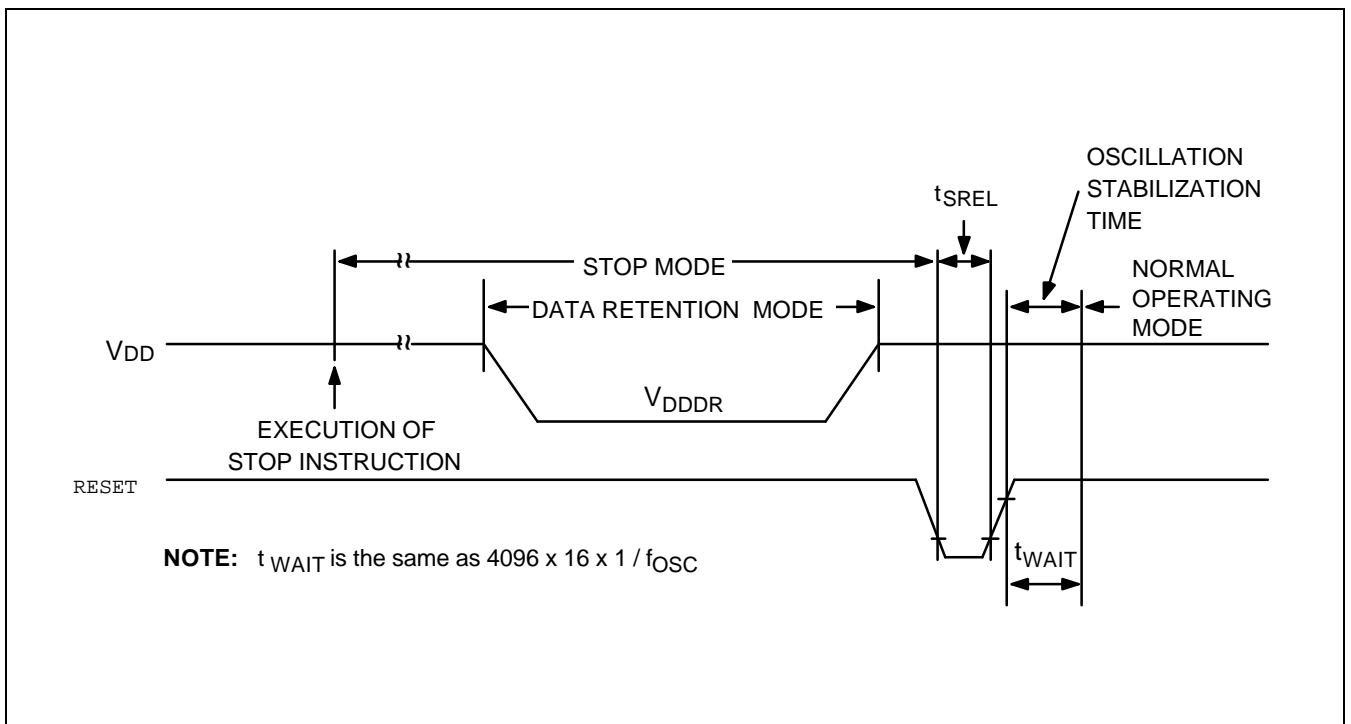 OSCILLATION
STABILIZATION
TIME
tSREL
STOP MODE
NORMAL
OPERATING
MODE
DATA RETENTION MODE
VDD
VDDDR
EXECUTION OF
STOP INSTRUCTION
RESET
NOTE: t WAIT is the same as 4096 x 16 x 1 / fOSC
tWAIT